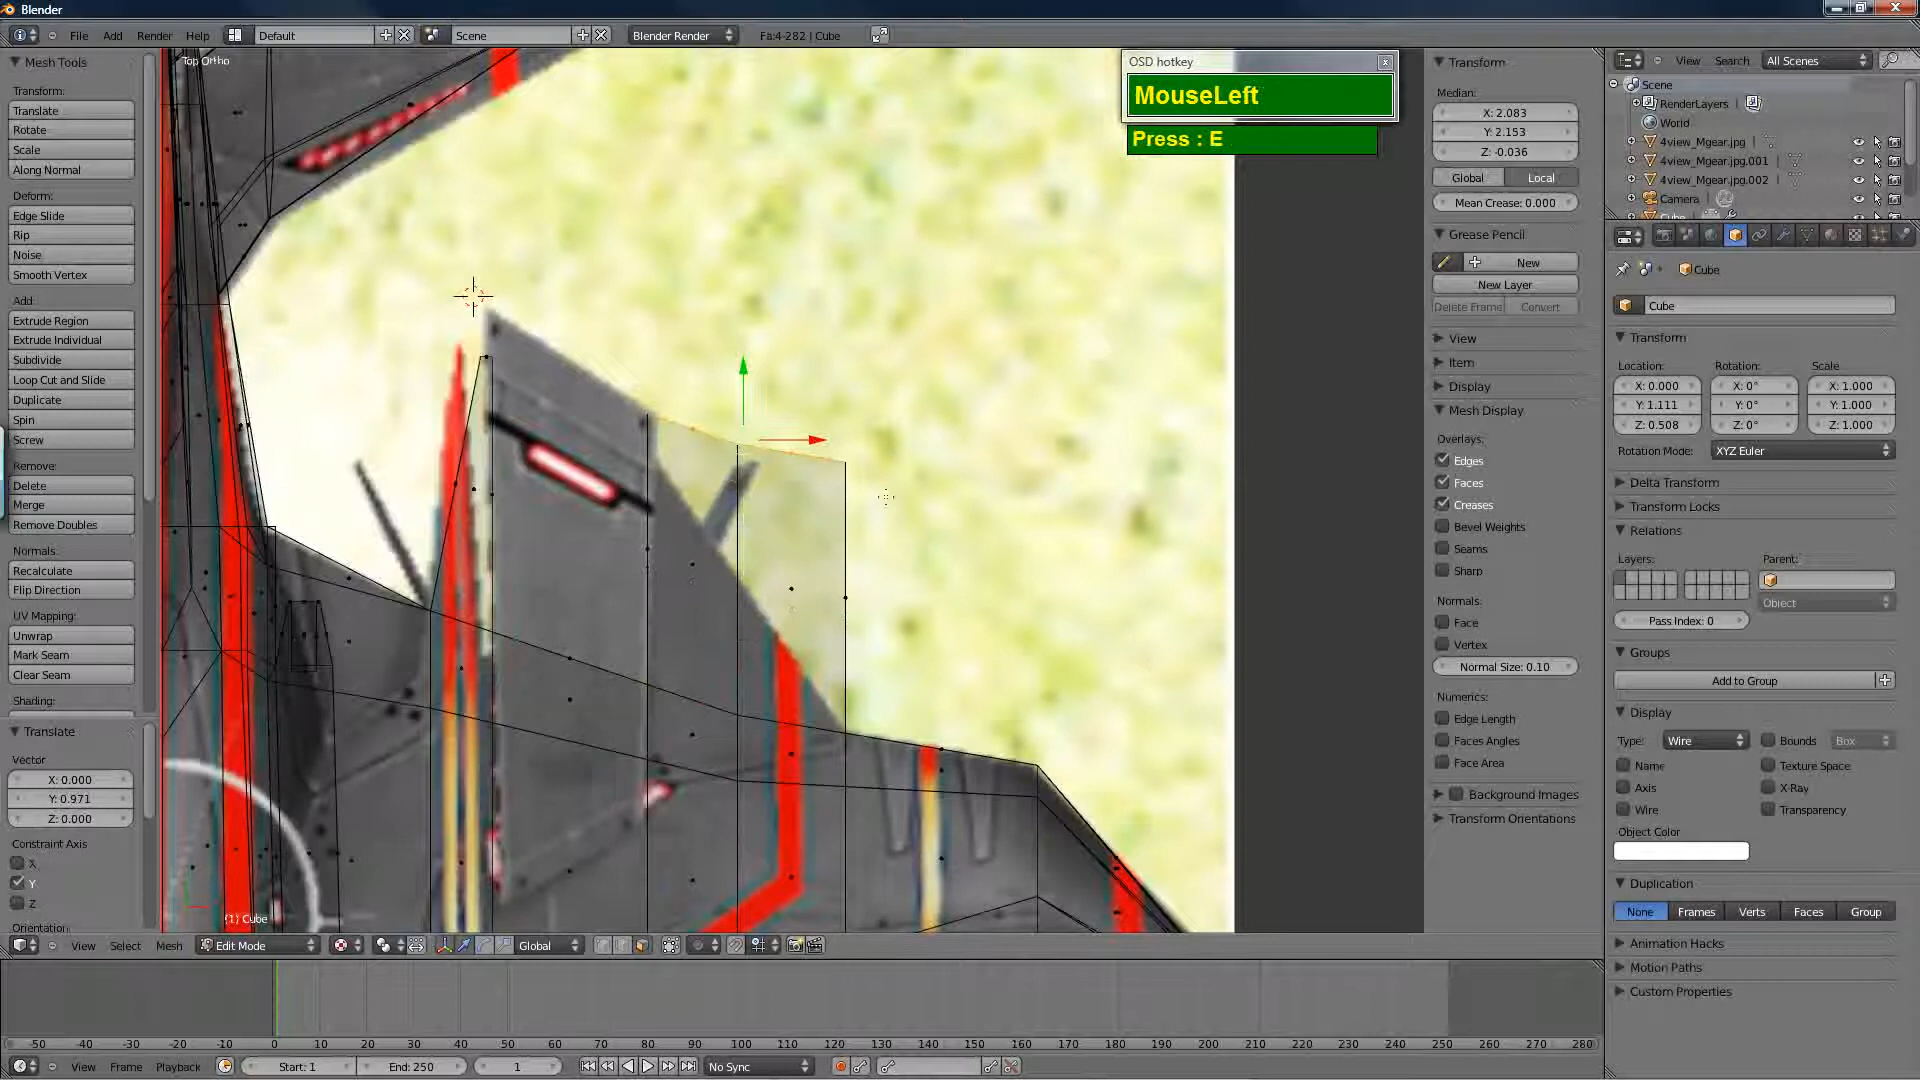 Blender
File Add Render Help Default Scene Blender Render Fa:4-282 | Cube
Mesh Tools
Transform:
Translate
Rotate
Scale
Along Normal
Deform:
Edge Slide
Rip
Noise
Smooth Vertex
Add:
Extrude Region
Extrude Individual
Subdivide
Loop Cut and Slide
Duplicate
Spin
Screw
Remove:
Delete
Merge
Remove Doubles
Normals:
Recalculate
Flip Direction
UV Mapping:
Unwrap
Mark Seam
Clear Seam
Shading:
Translate
Vector
X: 0.000
Y: 0.971
Z: 0.000
Constraint Axis
X
Y
Z
Orientation
Top Ortho
(1) Cube
OSD hotkey
MouseLeft
Press : E
Transform
Median:
X: 2.083
Y: 2.153
Z: -0.036
Global Local
Mean Crease: 0.000
Grease Pencil
New
New Layer
Delete Frame Convert
View
Item
Display
Mesh Display
Overlays:
Edges
Faces
Creases
Bevel Weights
Seams
Sharp
Normals:
Face
Vertex
Normal Size: 0.10
Numerics:
Edge Length
Faces Angles
Face Area
Background Images
Transform Orientations
View Search All Scenes
Scene
RenderLayers
World
4view_Mgear.jpg
4view_Mgear.jpg.001
4view_Mgear.jpg.002
Camera
Cube
Cube
Cube
Transform
Location: Rotation: Scale
X: 0.000 X: 0° X: 1.000
Y: 1.111 Y: 0° Y: 1.000
Z: 0.508 Z: 0° Z: 1.000
Rotation Mode: XYZ Euler
Delta Transform
Transform Locks
Relations
Layers: Parent:
Object
Pass Index: 0
Groups
Add to Group
Display
Type: Wire Bounds Box
Name Texture Space
Axis X-Ray
Wire Transparency
Object Color
Duplication
None Frames Verts Faces Group
Animation Hacks
Motion Paths
Custom Properties
View Select Mesh Edit Mode Global
-50 -40 -30 -20 -10 0 10 20 30 40 50 60 70 80 90 100 110 120 130 140 150 160 170 180 190 200 210 220 230 240 250 260 270 280
View Frame Playback Start: 1 End: 250 1 No Sync